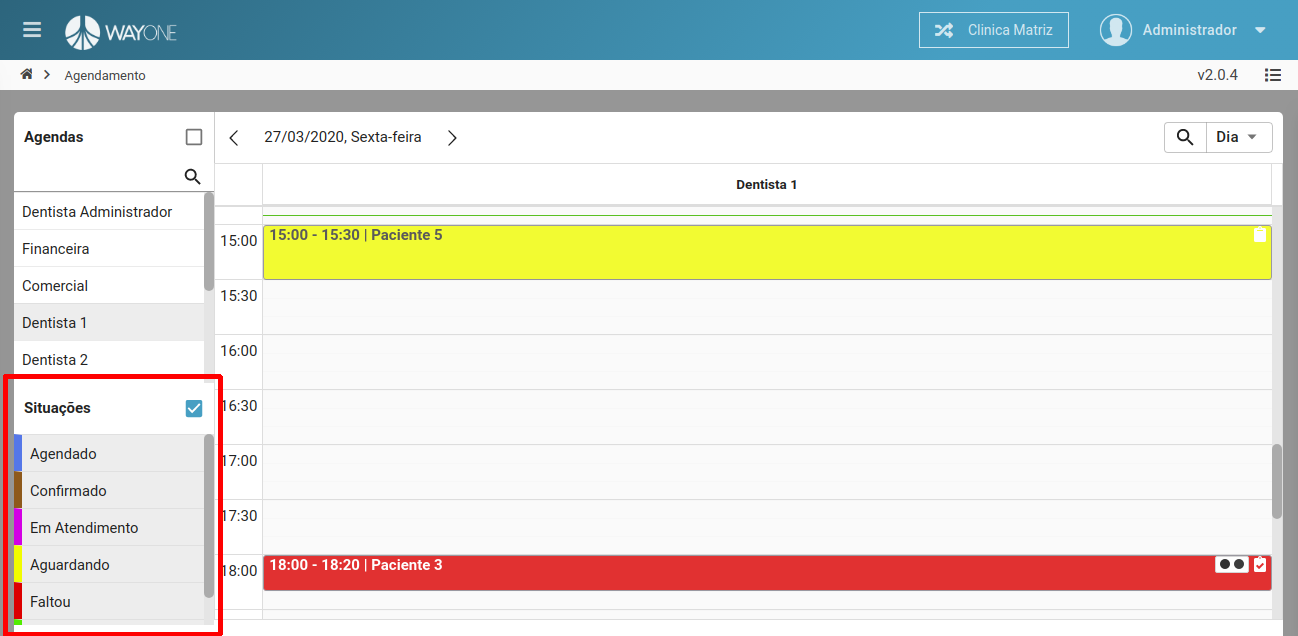 WAYONE
Clinica Matriz
Administrador
Agendamento
v2.0.4
Agendas
27/03/2020, Sexta-feira
Dia
Dentista 1
Dentista Administrador
Financeira
Comercial
Dentista 1
Dentista 2
Situações
Agendado
Confirmado
Em Atendimento
Aguardando
Faltou
15:00
15:00 - 15:30 | Paciente 5
15:30
16:00
16:30
17:00
17:30
18:00
18:00 - 18:20 | Paciente 3